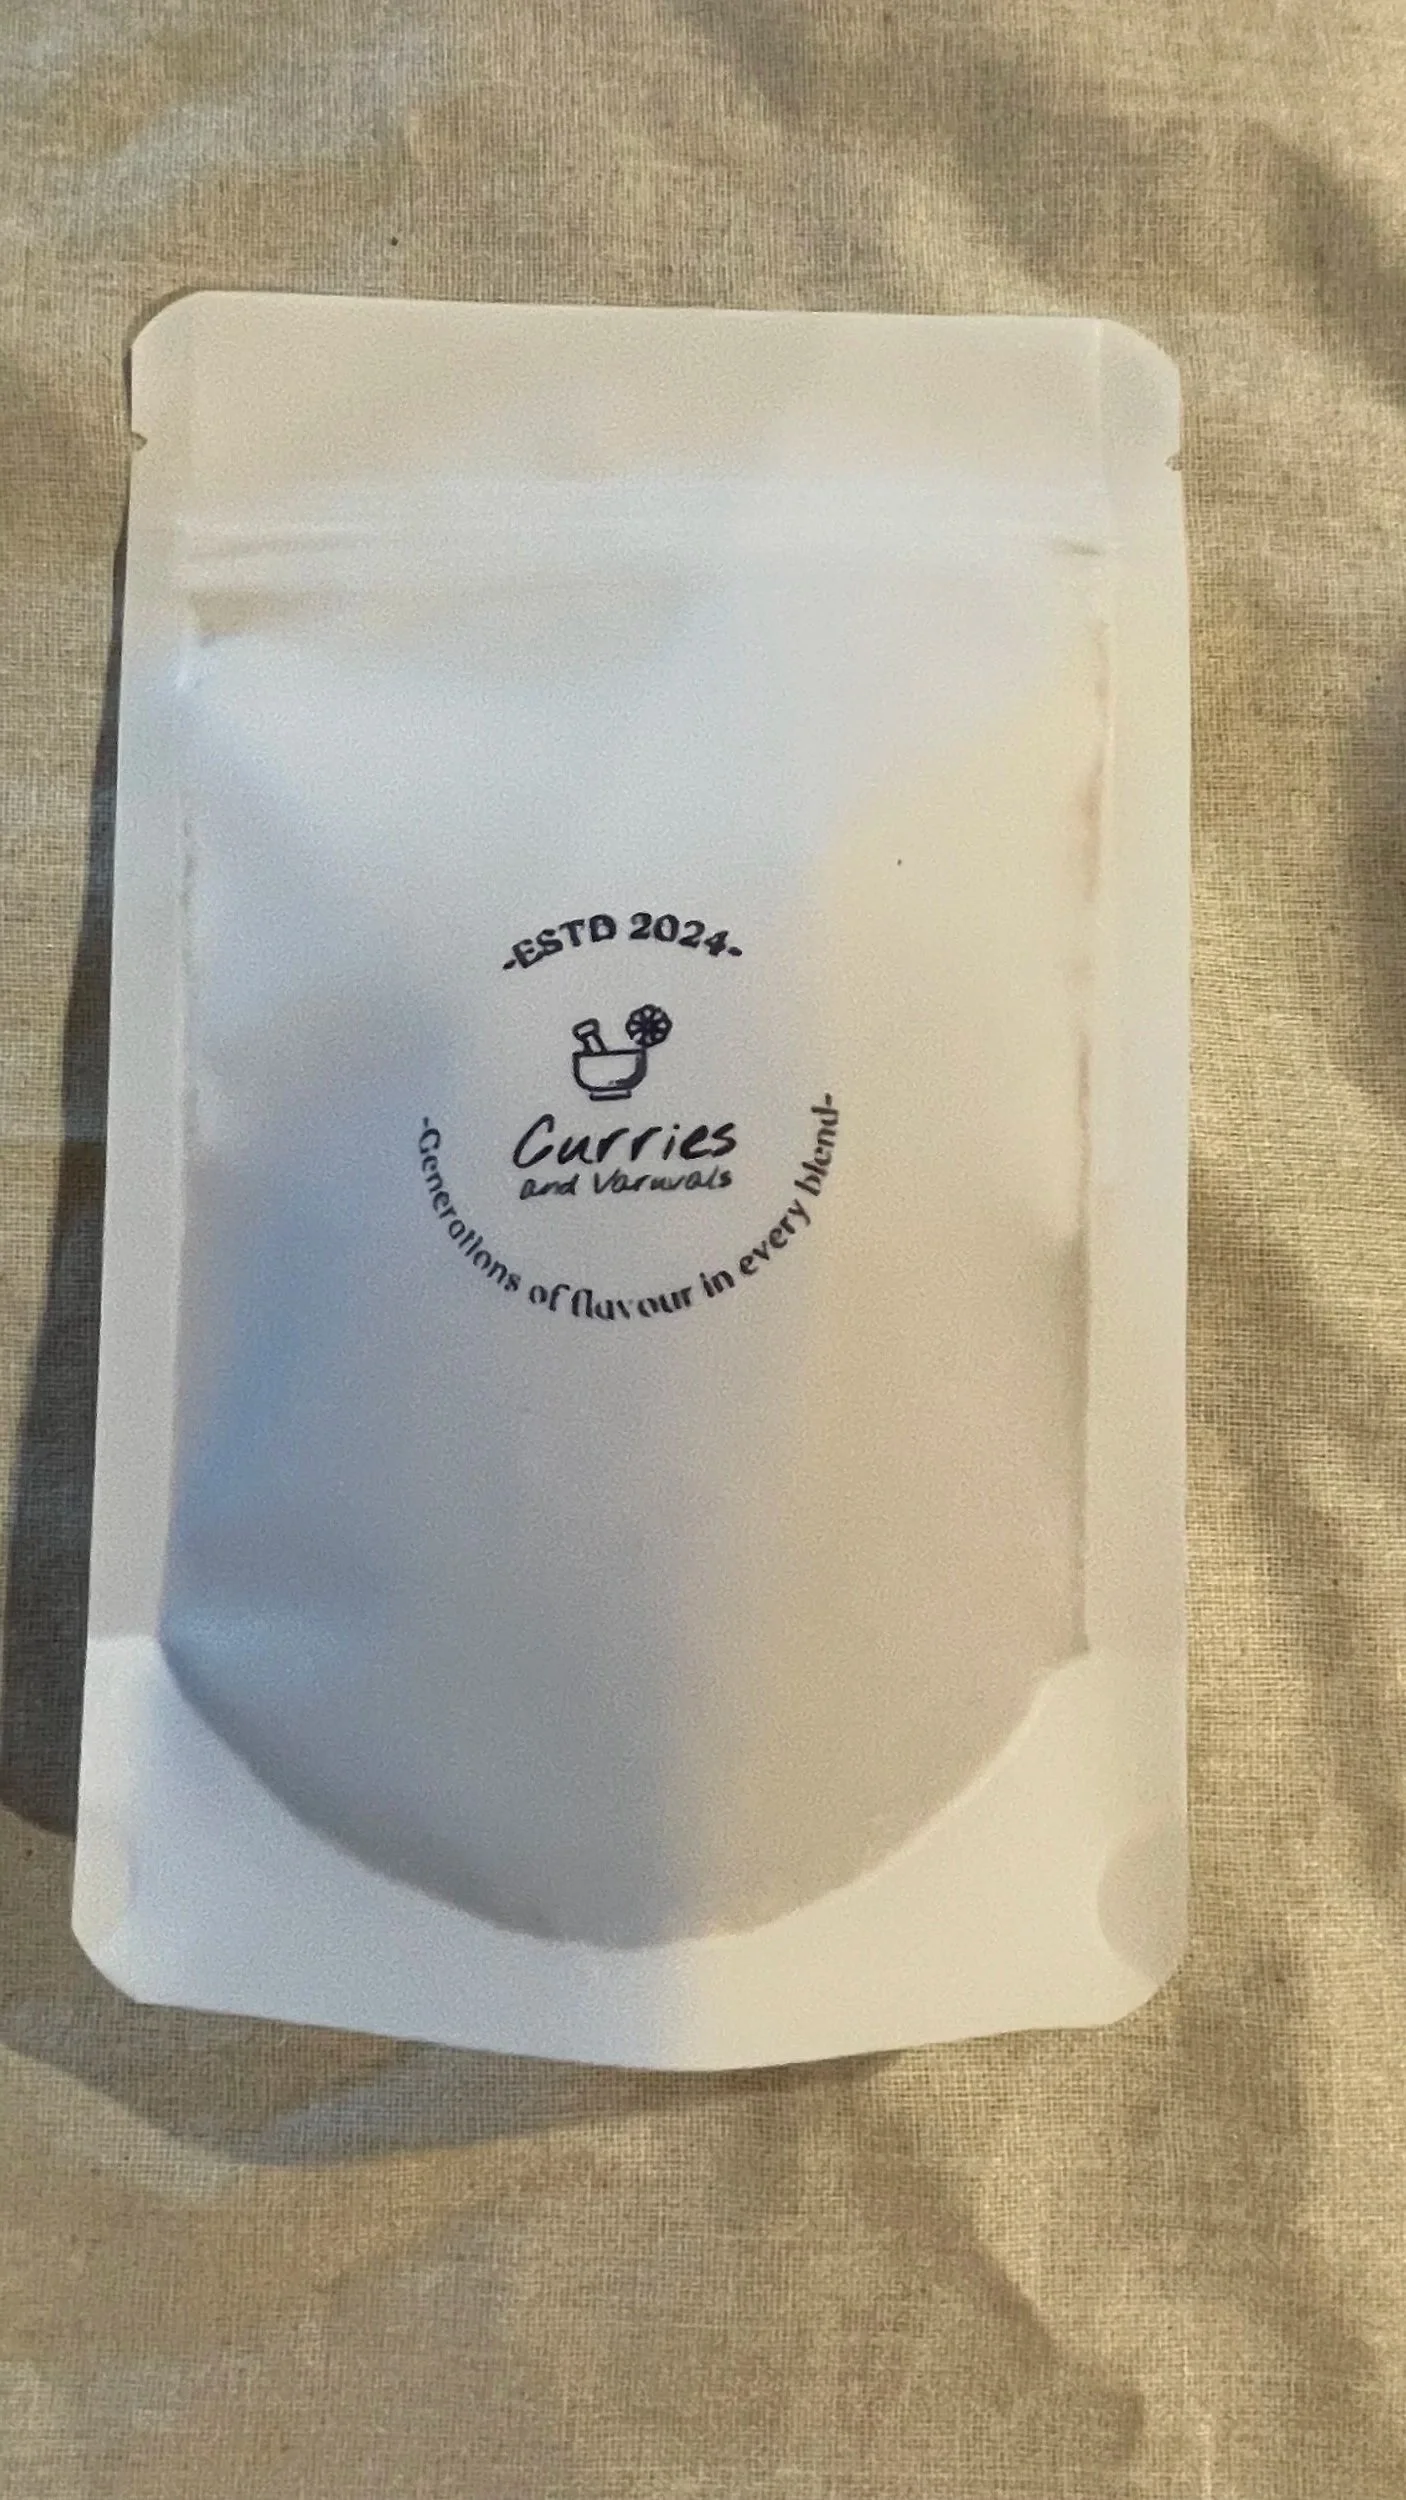 -ESTD 2024-
Curries
and Varuvals
-Generations of flavour in every blend-